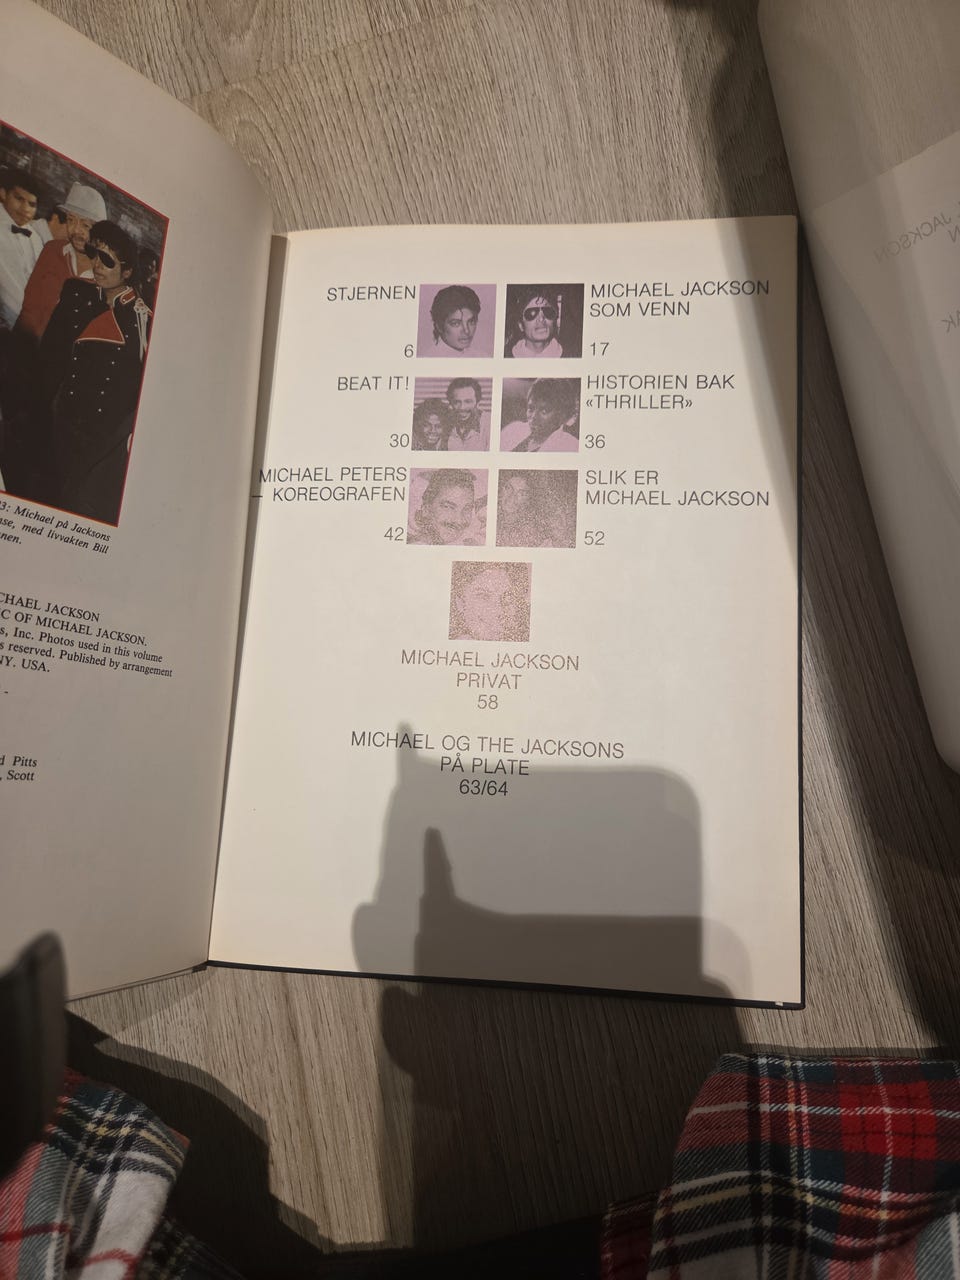 3: Michael på Jacksons
med livvakten Bill
CHAEL JACKSON
C OF MICHAEL JACKSON.
s, Inc. Photos used in this volume
s reserved. Published by arrangement
NY. USA.
d Pitts
, Scott
STJERNEN
6
MICHAEL JACKSON
SOM VENN
17
BEAT IT!
30
HISTORIEN BAK
«THRILLER»
36
MICHAEL PETERS
– KOREOGRAFEN
42
SLIK ER
MICHAEL JACKSON
52
MICHAEL JACKSON
PRIVAT
58
MICHAEL OG THE JACKSONS
PÅ PLATE
63/64
JACKSON